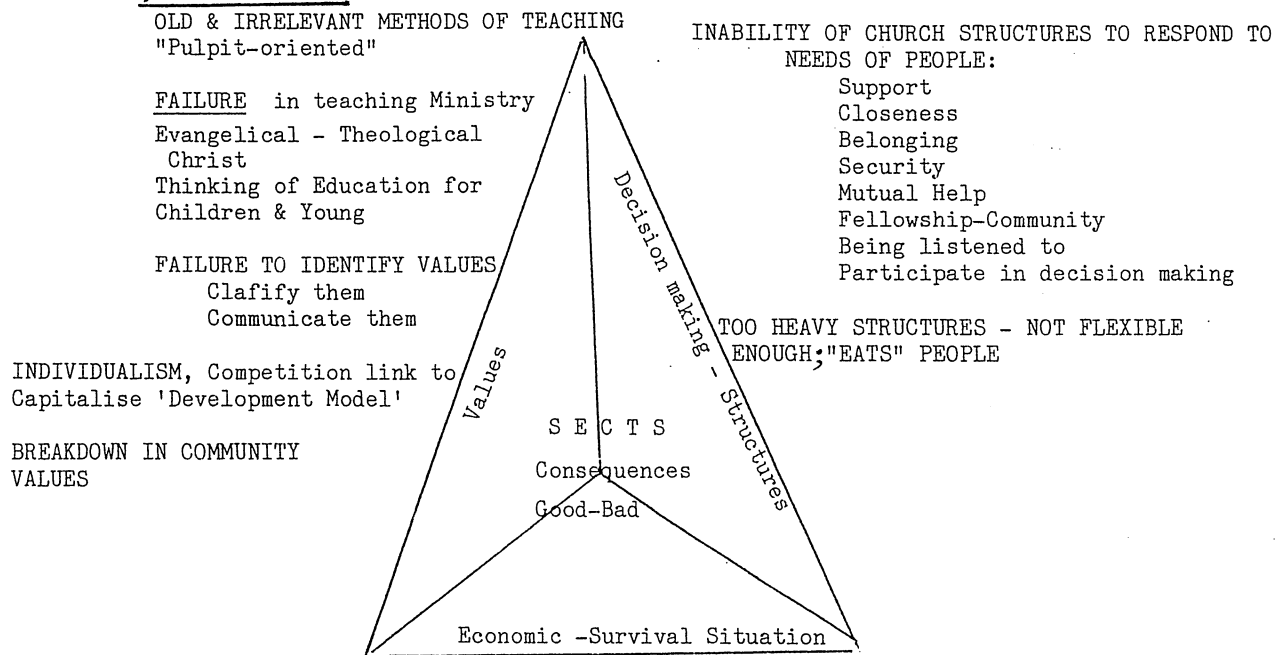 OLD & IRRELEVANT METHODS OF TEACHING
"Pulpit-oriented"
FAILURE in teaching Ministry
Evangelical - Theological
Christ
Thinking of Education for
Children & Young
FAILURE TO IDENTIFY VALUES
Clafify them
Communicate them
INDIVIDUALISM, Competition link to
Capitalise 'Development Model'
BREAKDOWN IN COMMUNITY
VALUES
INABILITY OF CHURCH STRUCTURES TO RESPOND TO
NEEDS OF PEOPLE:
Support
Closeness
Belonging
Security
Mutual Help
Fellowship-Community
Being listened to
Participate in decision making
TOO HEAVY STRUCTURES - NOT FLEXIBLE
ENOUGH; "EATS" PEOPLE
Values
Decision making - Structures
SECTS
Consequences
Good-Bad
Economic -Survival Situation